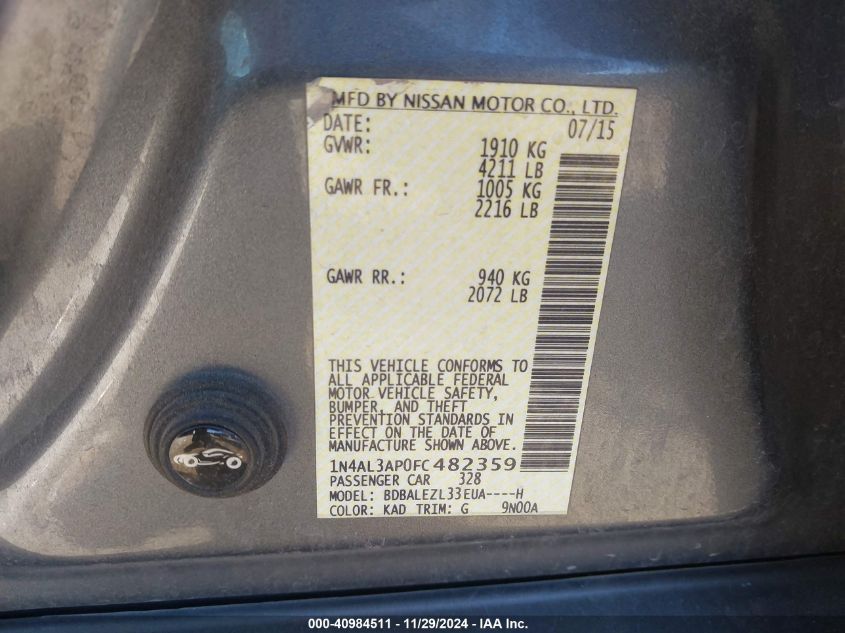 MFD BY NISSAN MOTOR CO., LTD.
DATE: 07/15
GVWR: 1910 KG
4211 LB
GAWR FR.: 1005 KG
2216 LB
GAWR RR.: 940 KG
2072 LB
THIS VEHICLE CONFORMS TO
ALL APPLICABLE FEDERAL
MOTOR VEHICLE SAFETY,
BUMPER, AND THEFT
PREVENTION STANDARDS IN
EFFECT ON THE DATE OF
MANUFACTURE SHOWN ABOVE.
1N4AL3AP0FC482359
PASSENGER CAR 328
MODEL: BDBALEZL33EUA----H
COLOR: KAD TRIM: G 9N00A
000-40984511 - 11/29/2024 - IAA Inc.